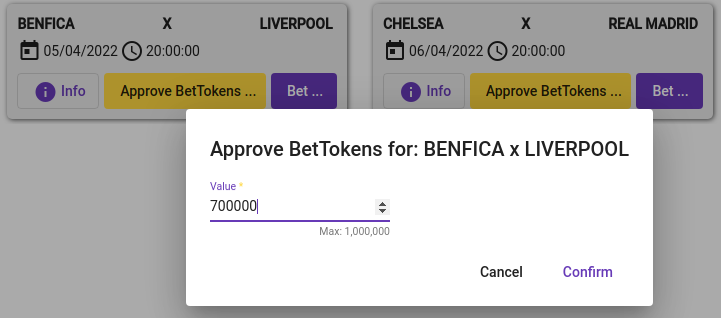 BENFICA X LIVERPOOL
05/04/2022 20:00:00
Info Approve BetTokens ... Bet ...
CHELSEA X REAL MADRID
06/04/2022 20:00:00
Info Approve BetTokens ... Bet ...
Approve BetTokens for: BENFICA x LIVERPOOL
Value *
700000
Max: 1,000,000
Cancel Confirm